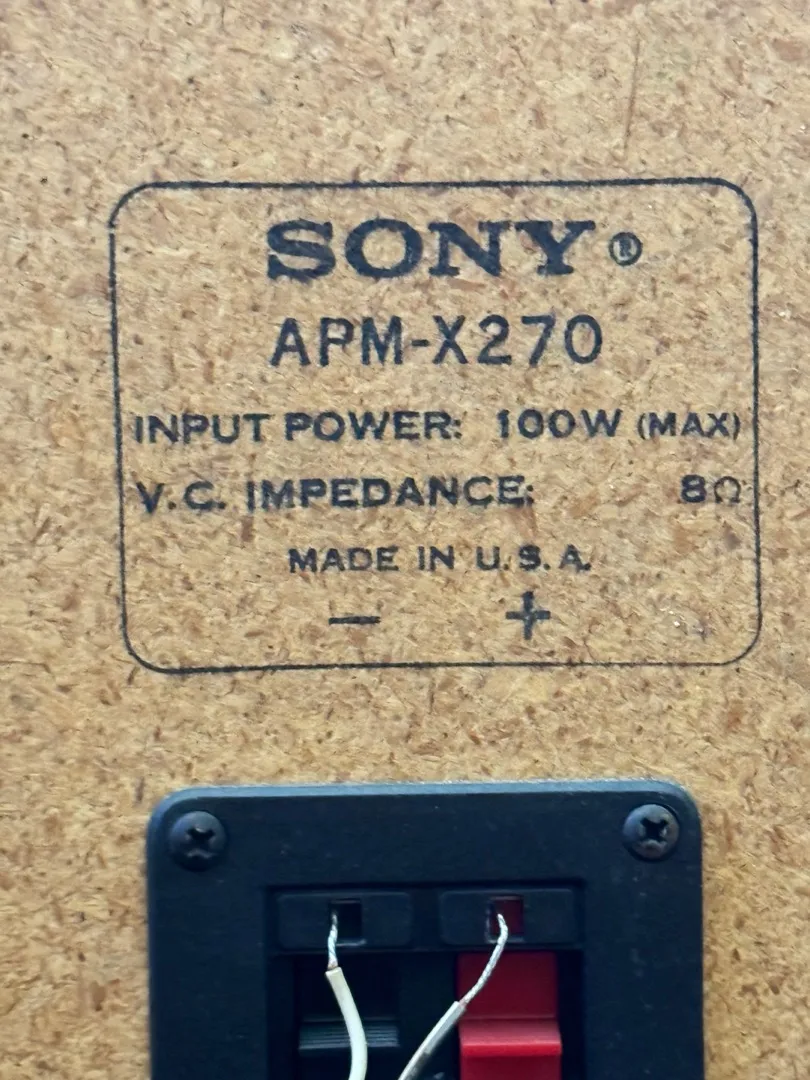 SONY®
APM-X270
INPUT POWER: 100W (MAX)
V.C. IMPEDANCE: 8Ω
MADE IN U.S.A.
— +